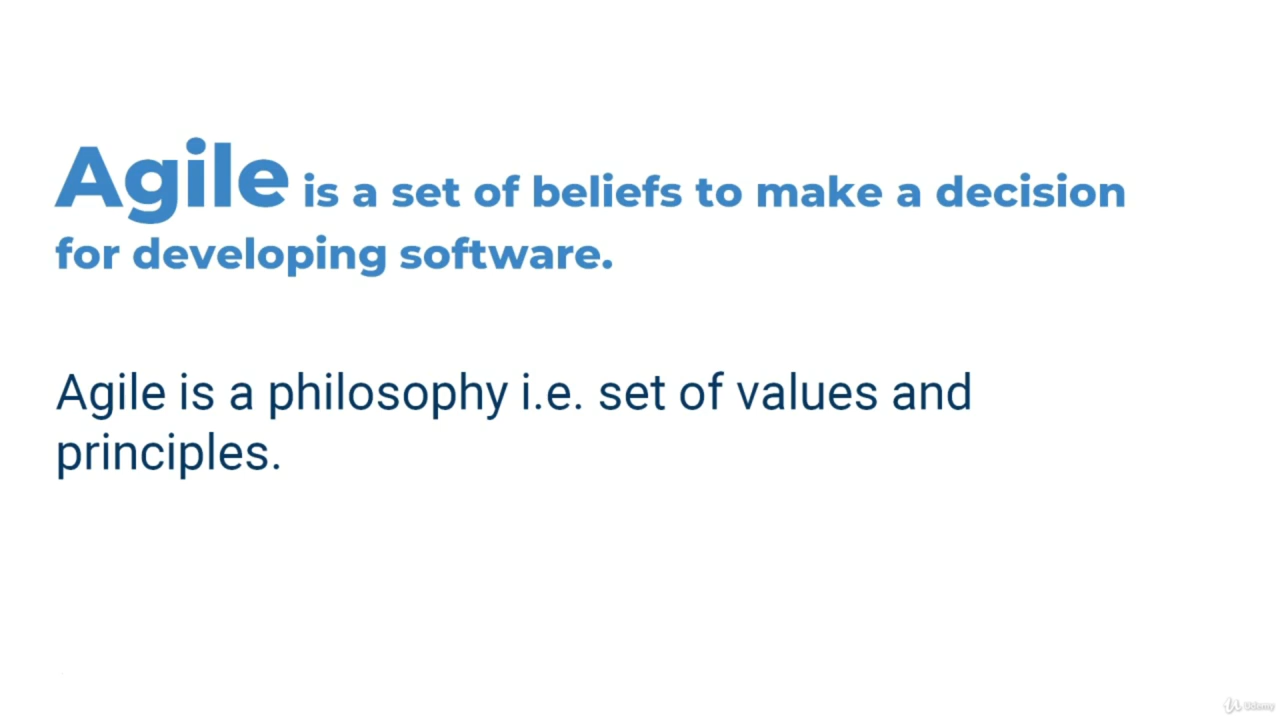 Agile is a set of beliefs to make a decision
for developing software.
Agile is a philosophy i.e. set of values and
principles.
Udemy